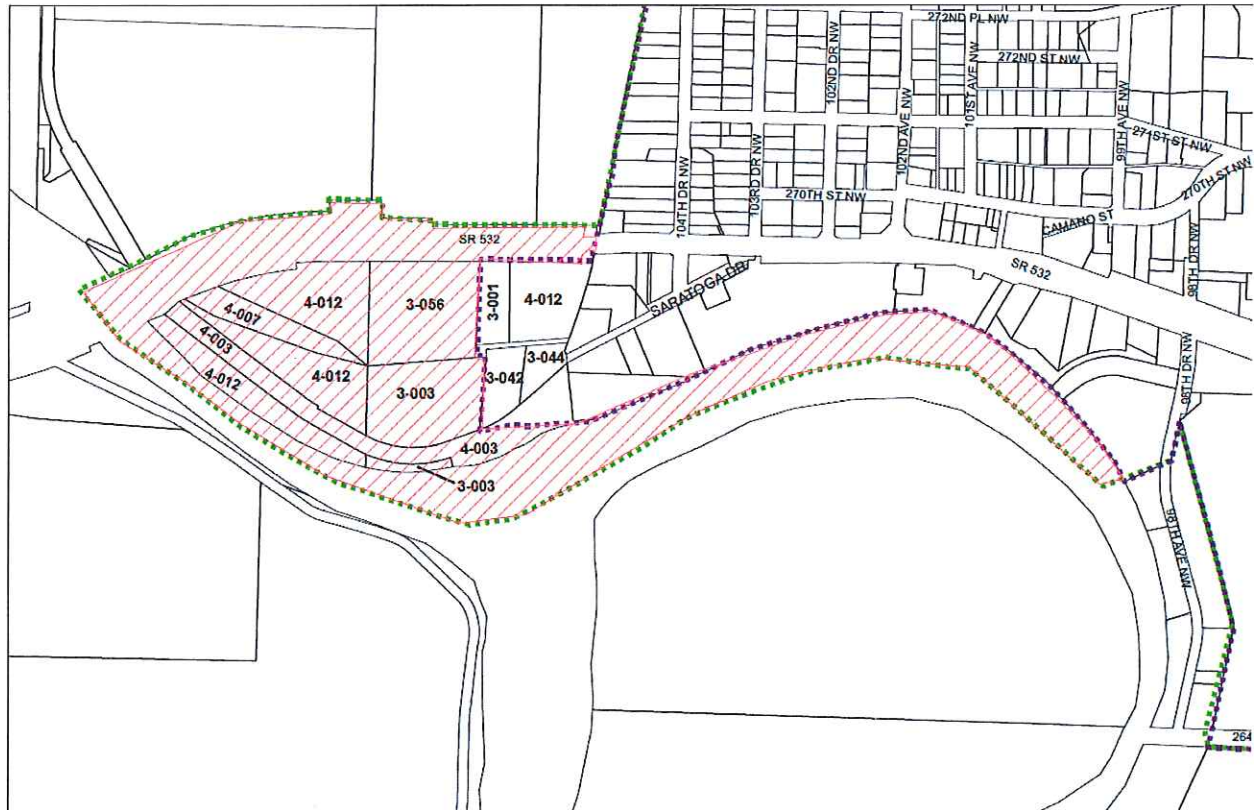 272ND PL NW
272ND ST NW
102ND DR NW
101ST AVE NW
102ND AVE NW
99TH AVE NW
271ST ST NW
270TH ST NW
104TH DR NW
103RD DR NW
270TH ST NW
CAMANO ST
SR 532
SR 532
98TH DR NW
SARATOGA DR
4-012
3-056
3-001
4-012
4-007
4-003
4-012
4-012
3-003
3-042
3-044
98TH DR NW
4-003
3-003
98TH AVE NW
264